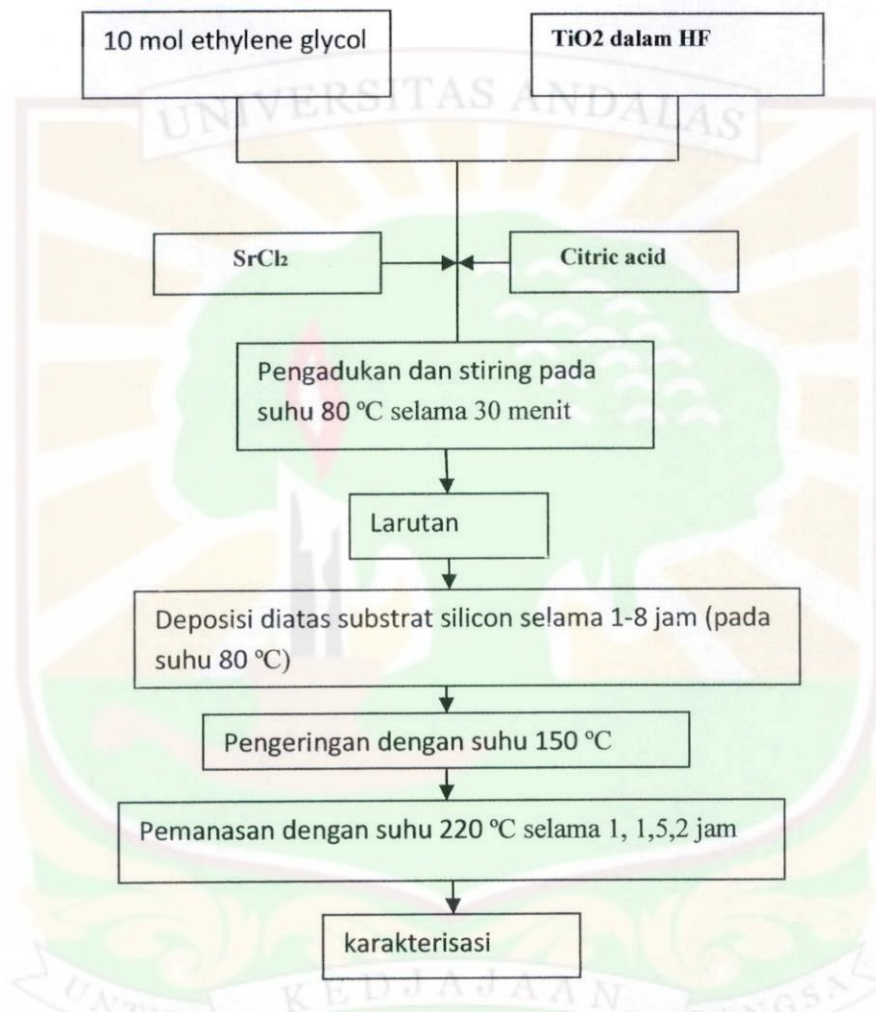 10 mol ethylene glycol
TiO2 dalam HF
UNIVERSITAS ANDALAS
SrCl₂
Citric acid
Pengadukan dan stiring pada
suhu 80 ºC selama 30 menit
Larutan
Deposisi diatas substrat silicon selama 1-8 jam (pada
suhu 80 ºC)
Pengeringan dengan suhu 150 ºC
Pemanasan dengan suhu 220 ºC selama 1, 1,5,2 jam
karakterisasi
KEDJAJAAN